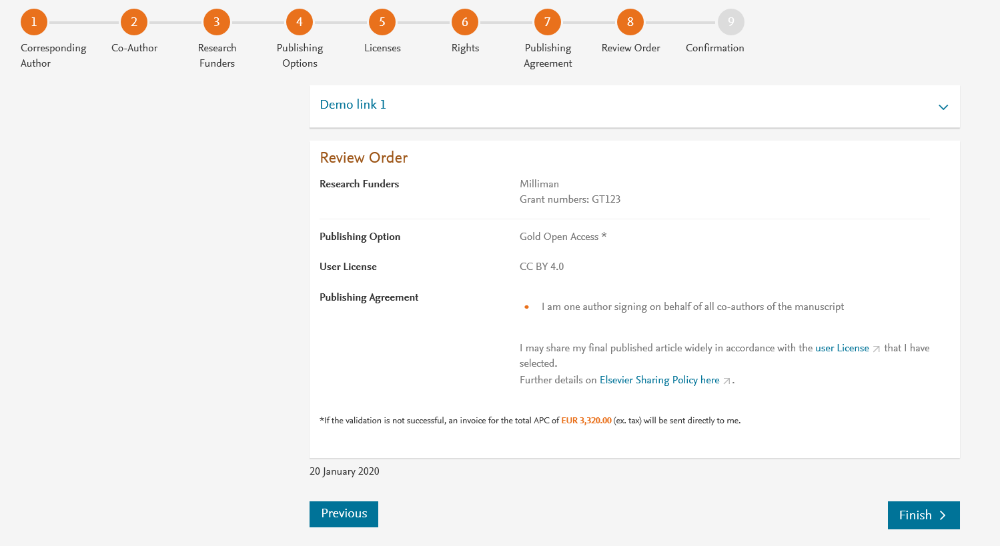 1 2 3 4 5 6 7 8 9
Corresponding Author
Co-Author
Research Funders
Publishing Options
Licenses
Rights
Publishing Agreement
Review Order
Confirmation
Demo link 1
Review Order
Research Funders Milliman
Grant numbers: GT123
Publishing Option Gold Open Access *
User License CC BY 4.0
Publishing Agreement
• I am one author signing on behalf of all co-authors of the manuscript
I may share my final published article widely in accordance with the user License that I have
selected.
Further details on Elsevier Sharing Policy here .
*If the validation is not successful, an invoice for the total APC of EUR 3,320.00 (ex. tax) will be sent directly to me.
20 January 2020
Previous Finish